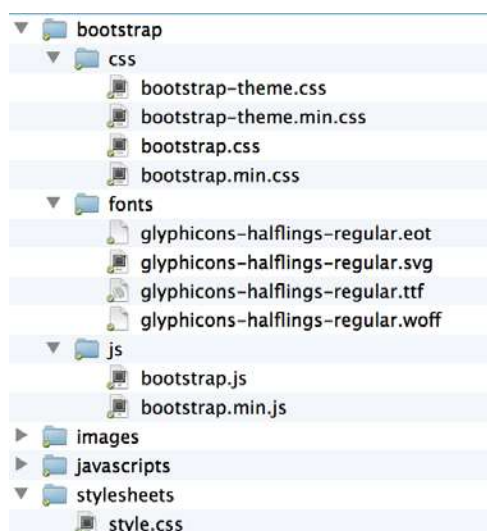 bootstrap
css
bootstrap-theme.css
bootstrap-theme.min.css
bootstrap.css
bootstrap.min.css
fonts
glyphicons-halflings-regular.eot
glyphicons-halflings-regular.svg
glyphicons-halflings-regular.ttf
glyphicons-halflings-regular.woff
js
bootstrap.js
bootstrap.min.js
images
javascripts
stylesheets
style.css